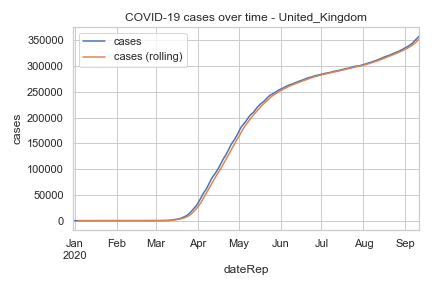 COVID-19 cases over time - United_Kingdom
cases
cases (rolling)
350000
300000
250000
200000
150000
100000
50000
0
cases
Jan Feb Mar Apr May Jun Jul Aug Sep
2020
dateRep